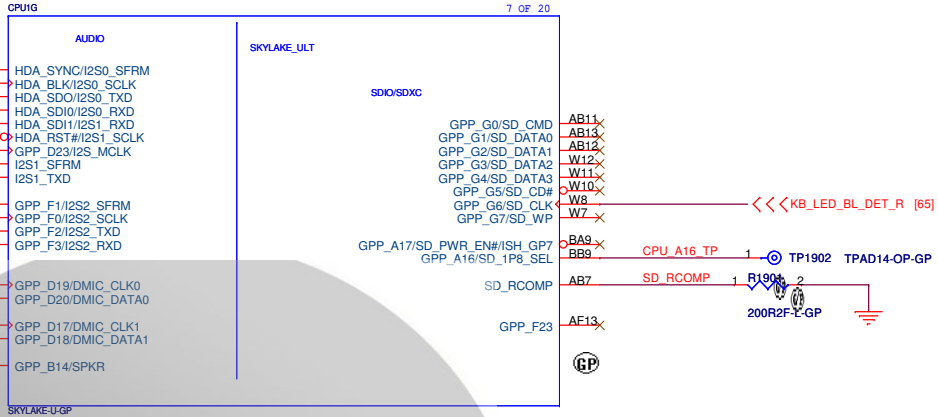 CPU1G
7 OF 20
AUDIO
SKYLAKE_ULT
SDIO/SDXC
HDA_SYNC/I2S0_SFRM
HDA_BLK/I2S0_SCLK
HDA_SDO/I2S0_TXD
HDA_SDI0/I2S0_RXD
HDA_SDI1/I2S1_RXD
HDA_RST#/I2S1_SCLK
GPP_D23/I2S_MCLK
I2S1_SFRM
I2S1_TXD
GPP_F1/I2S2_SFRM
GPP_F0/I2S2_SCLK
GPP_F2/I2S2_TXD
GPP_F3/I2S2_RXD
GPP_D19/DMIC_CLK0
GPP_D20/DMIC_DATA0
GPP_D17/DMIC_CLK1
GPP_D18/DMIC_DATA1
GPP_B14/SPKR
GPP_G0/SD_CMD AB11
GPP_G1/SD_DATA0 AB13
GPP_G2/SD_DATA1 AB12
GPP_G3/SD_DATA2 W12
GPP_G4/SD_DATA3 W11
GPP_G5/SD_CD# W10
GPP_G6/SD_CLK W8 KB_LED_BL_DET_R [65]
GPP_G7/SD_WP W7
GPP_A17/SD_PWR_EN#/ISH_GP7 BA9
GPP_A16/SD_1P8_SEL BB9 CPU_A16_TP 1 TP1902 TPAD14-OP-GP
SD_RCOMP AB7 SD_RCOMP 1 R1901 2
200R2F-L-GP
GPP_F23 AF13
GP
SKYLAKE-U-GP